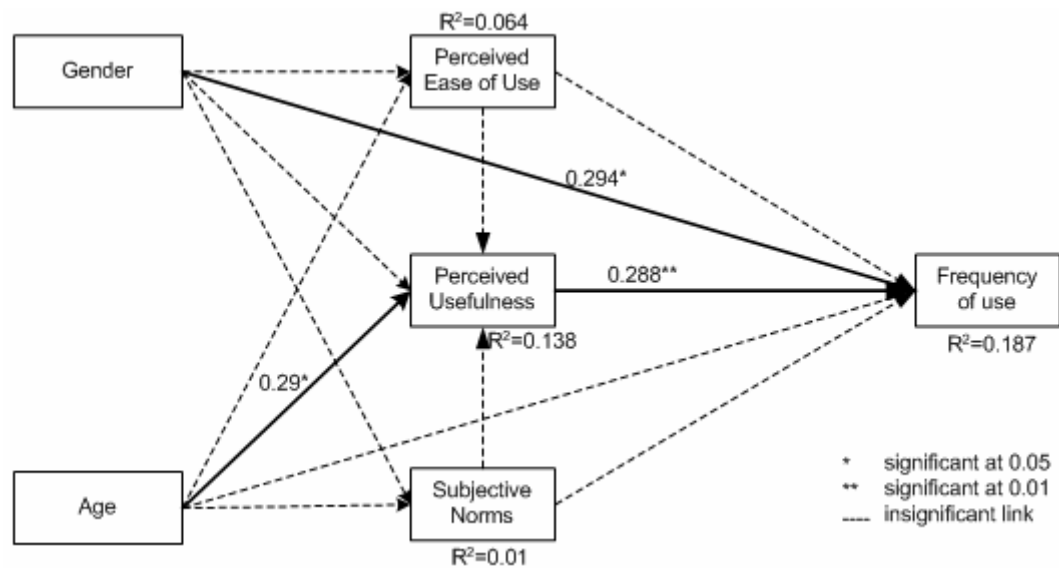 R²=0.064
Gender
Perceived
Ease of Use
0.294*
Perceived
Usefulness
0.288**
Frequency
of use
R²=0.138
R²=0.187
0.29*
Age
Subjective
Norms
R²=0.01
* significant at 0.05
** significant at 0.01
---- insignificant link